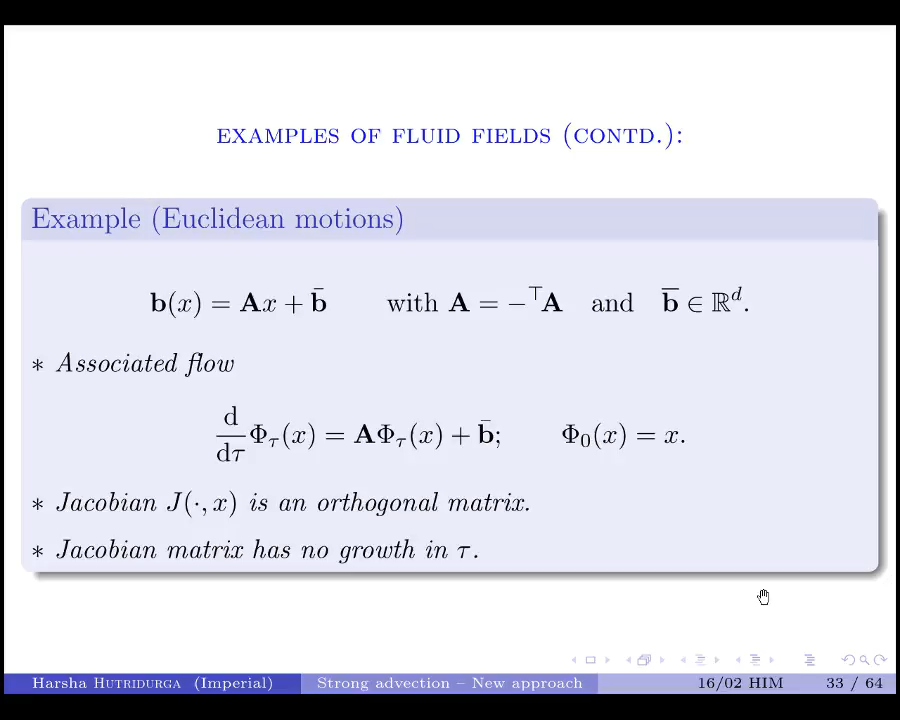 EXAMPLES OF FLUID FIELDS (CONTD.):
Example (Euclidean motions)
b(x) = Ax + b̄ with A = −⊤A and b̅ ∈ ℝᵈ.
∗ Associated flow
d/dτ Φτ(x) = AΦτ(x) + b̄; Φ₀(x) = x.
∗ Jacobian J(·, x) is an orthogonal matrix.
∗ Jacobian matrix has no growth in τ.
Harsha HUTRIDURGA (Imperial) Strong advection – New approach 16/02 HIM 33 / 64